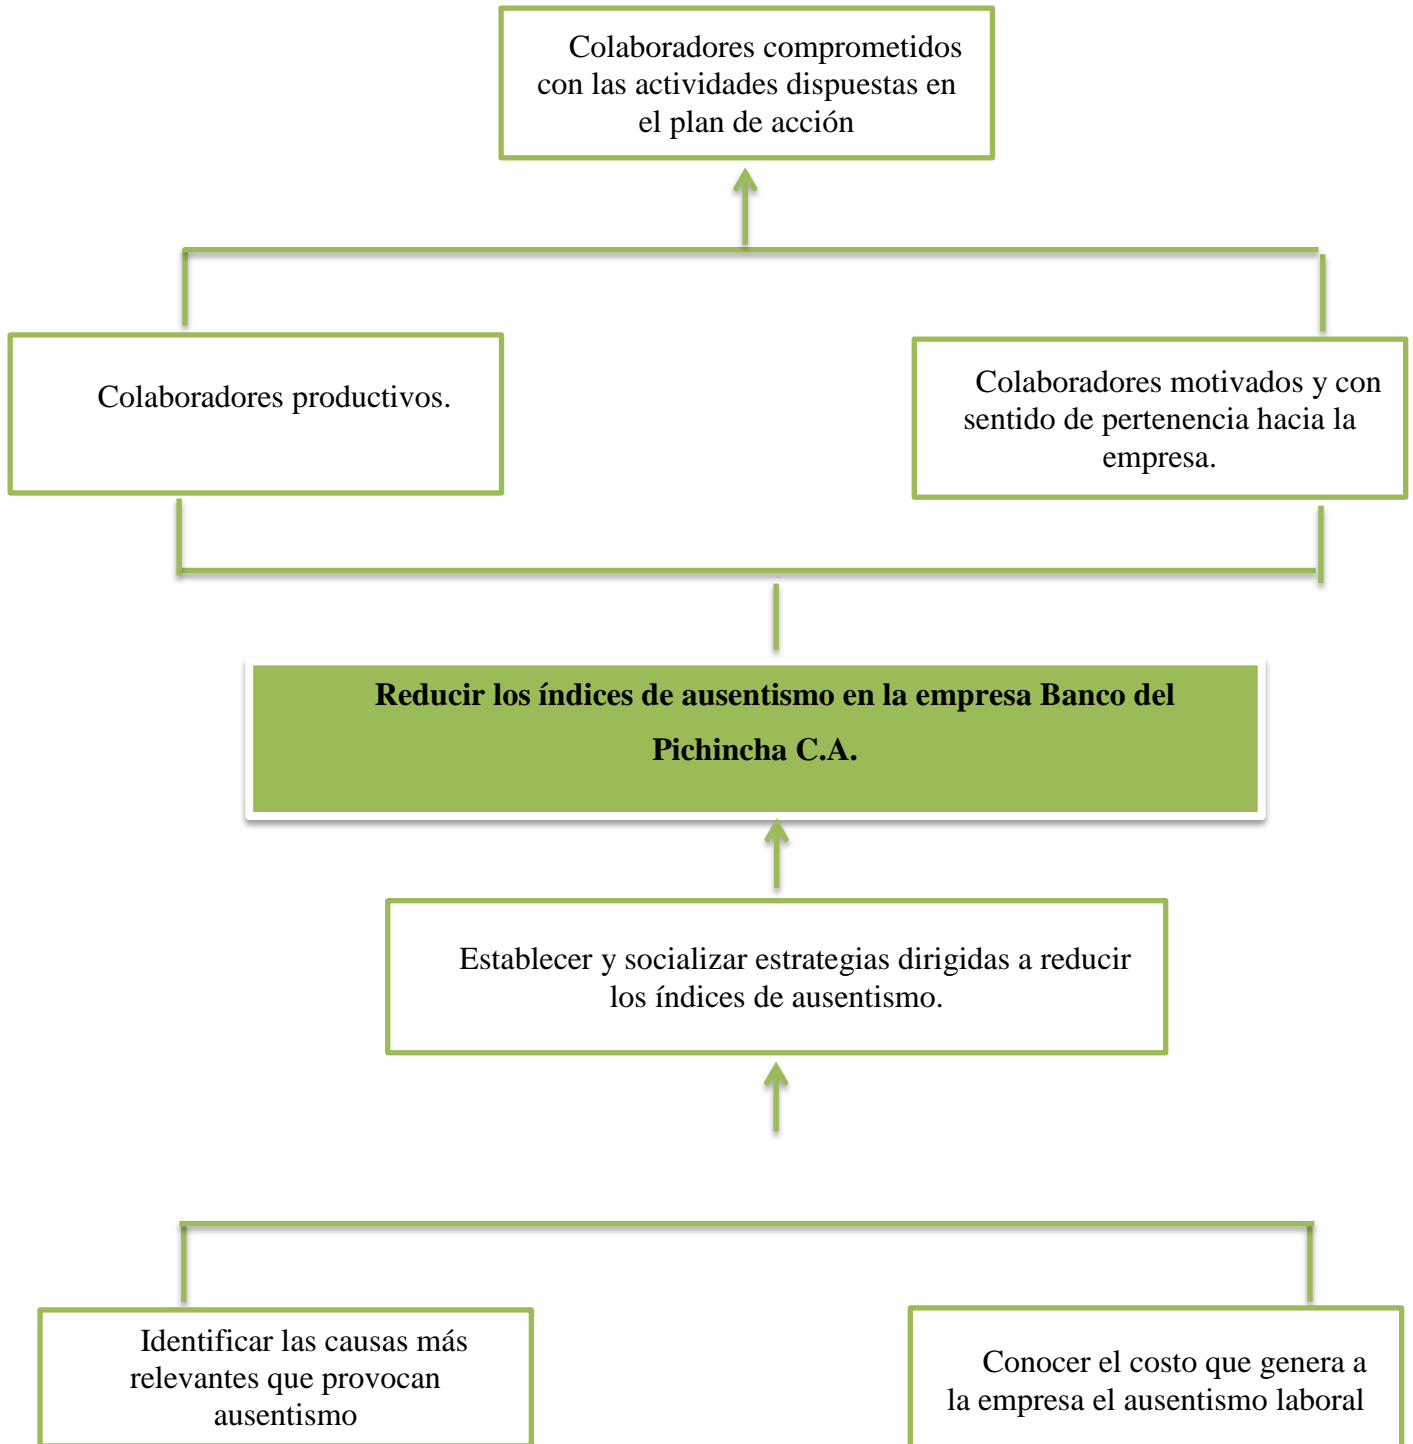 Colaboradores comprometidos
con las actividades dispuestas en
el plan de acción
Colaboradores productivos.
Colaboradores motivados y con
sentido de pertenencia hacia la
empresa.
Reducir los índices de ausentismo en la empresa Banco del
Pichincha C.A.
Establecer y socializar estrategias dirigidas a reducir
los índices de ausentismo.
Identificar las causas más
relevantes que provocan
ausentismo
Conocer el costo que genera a
la empresa el ausentismo laboral